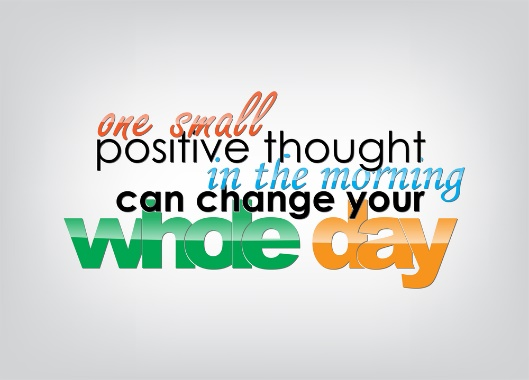 one small
positive thought
in the morning
can change your
whole day